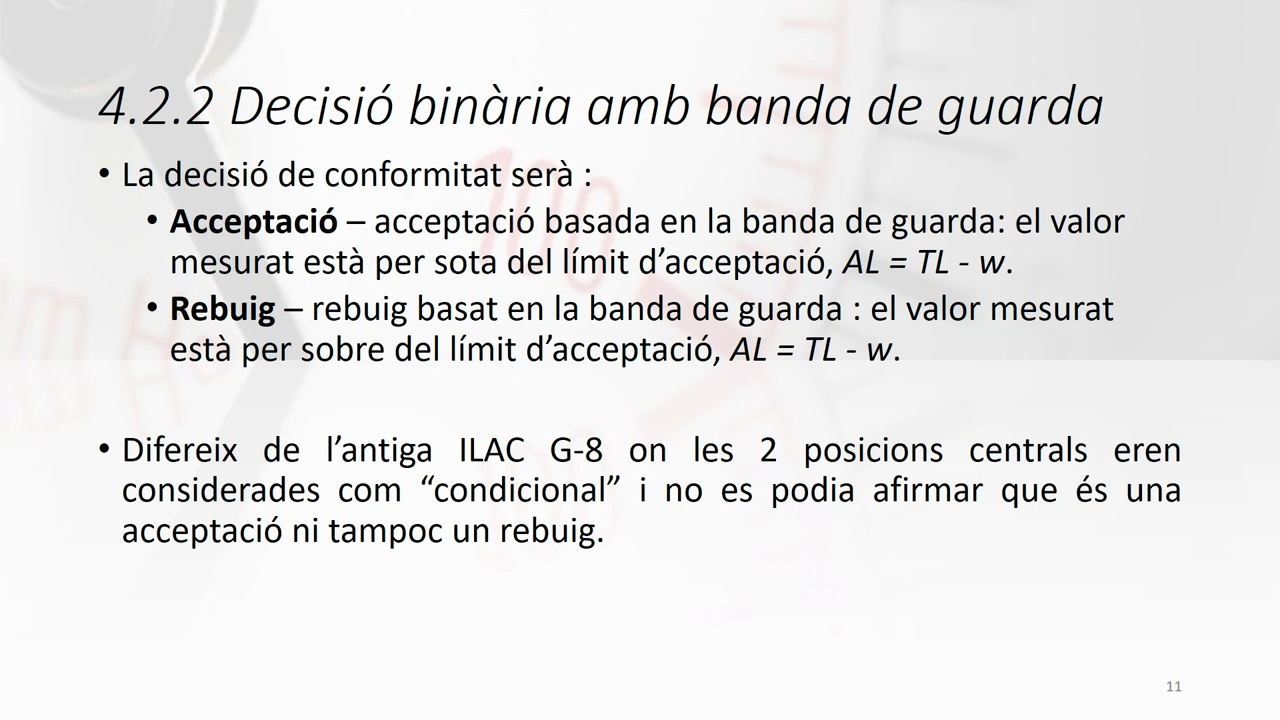 4.2.2 Decisió binària amb banda de guarda
• La decisió de conformitat serà :
• Acceptació – acceptació basada en la banda de guarda: el valor
mesurat està per sota del límit d’acceptació, AL = TL - w.
• Rebuig – rebuig basat en la banda de guarda : el valor mesurat
està per sobre del límit d’acceptació, AL = TL - w.
• Difereix de l’antiga ILAC G-8 on les 2 posicions centrals eren
considerades com “condicional” i no es podia afirmar que és una
acceptació ni tampoc un rebuig.
11